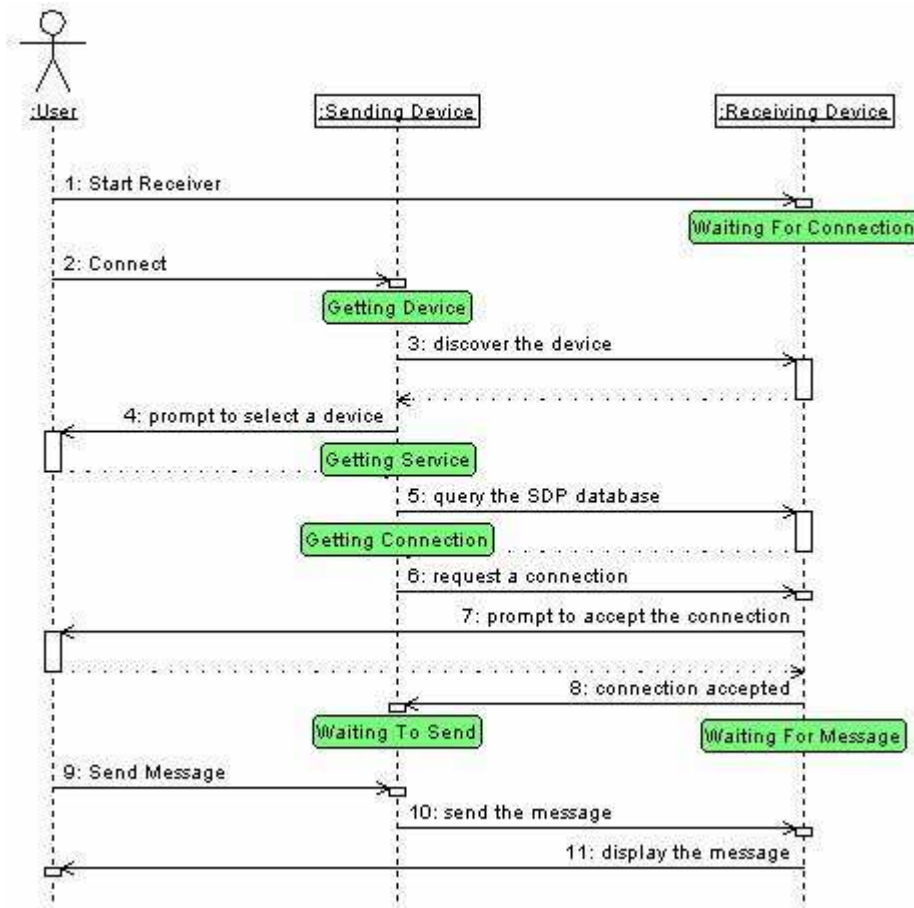 :User
:Sending Device
:Receiving Device
1: Start Receiver
Waiting For Connection
2: Connect
Getting Device
3: discover the device
4: prompt to select a device
Getting Service
5: query the SDP database
Getting Connection
6: request a connection
7: prompt to accept the connection
8: connection accepted
Waiting To Send
Waiting For Message
9: Send Message
10: send the message
11: display the message